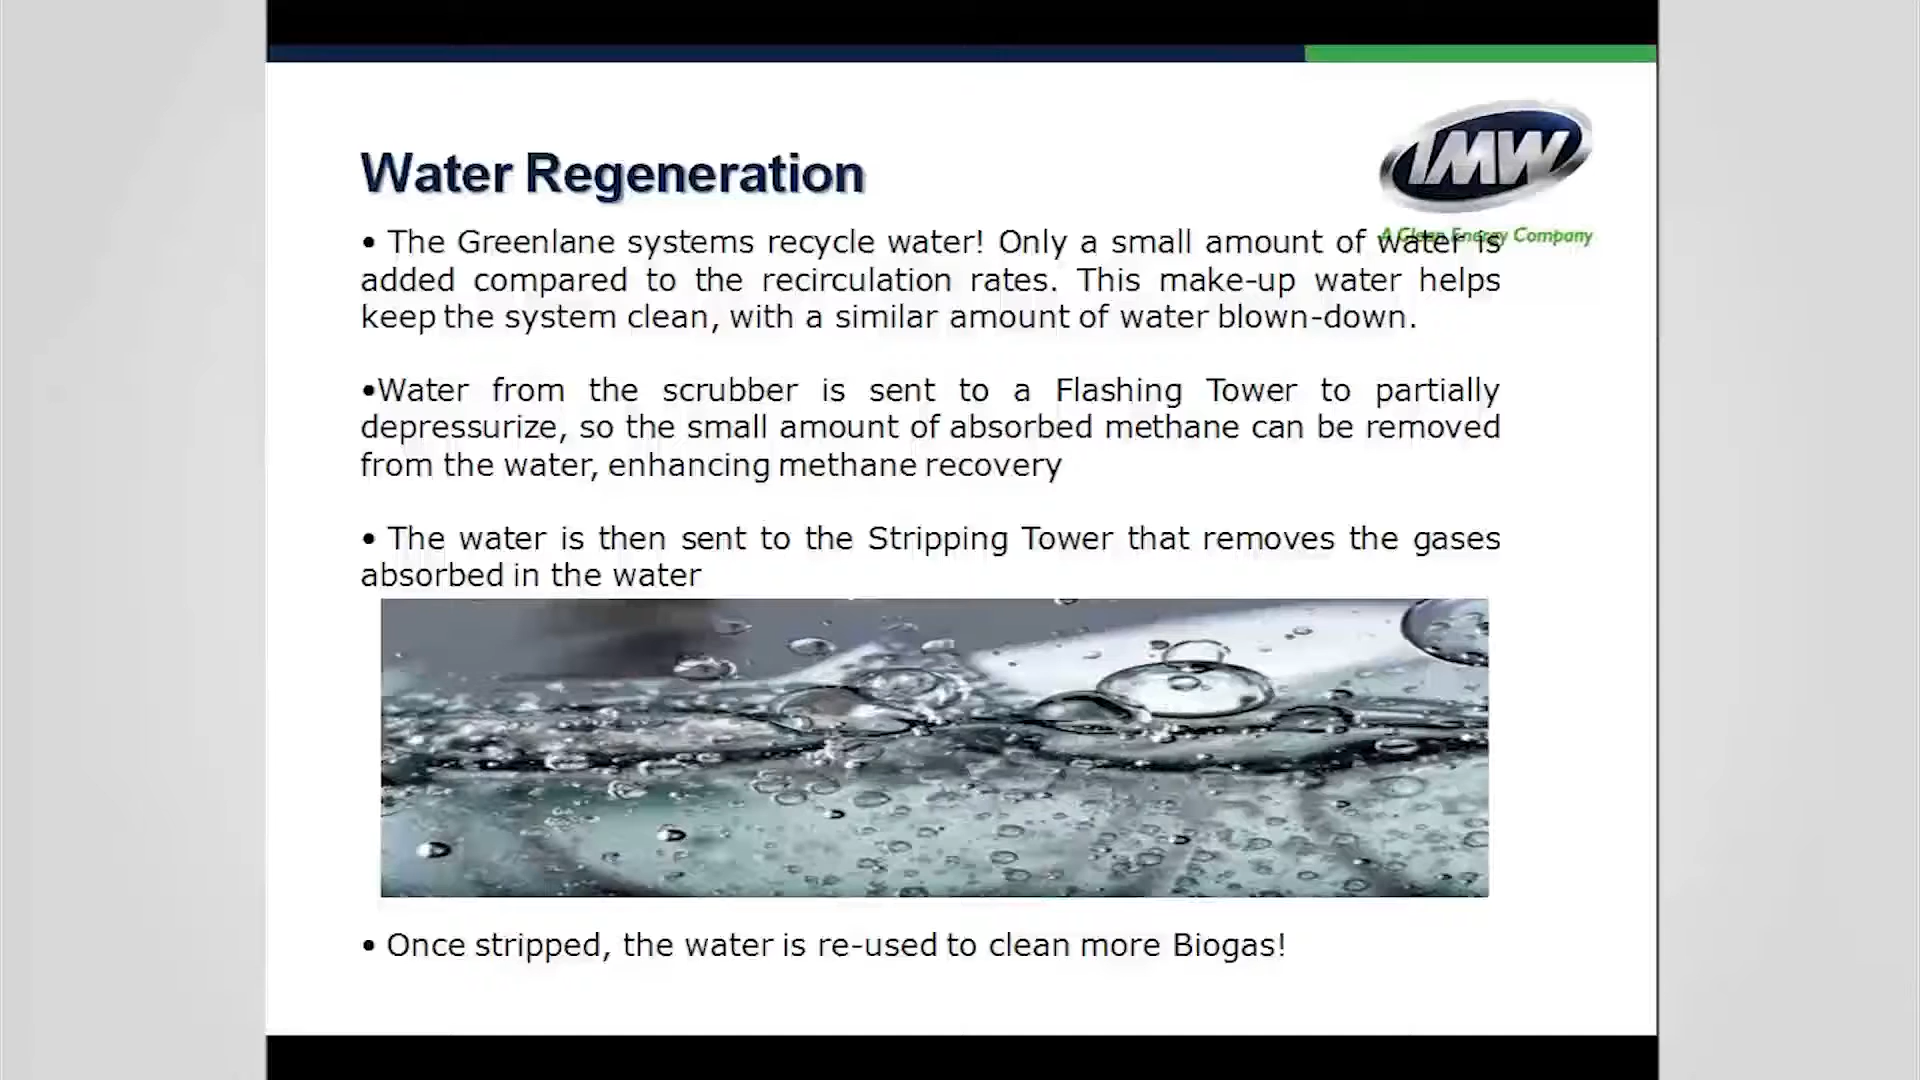 IMW
A Clean Energy Company
Water Regeneration
• The Greenlane systems recycle water! Only a small amount of water is
added compared to the recirculation rates. This make-up water helps
keep the system clean, with a similar amount of water blown-down.
•Water from the scrubber is sent to a Flashing Tower to partially
depressurize, so the small amount of absorbed methane can be removed
from the water, enhancing methane recovery
• The water is then sent to the Stripping Tower that removes the gases
absorbed in the water
• Once stripped, the water is re-used to clean more Biogas!